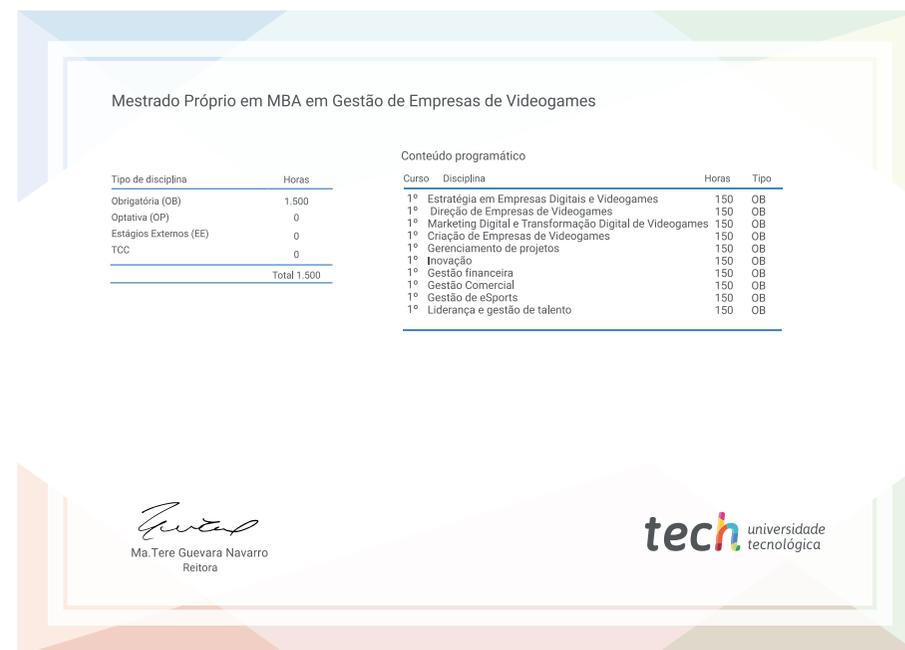 Mestrado Próprio em MBA em Gestão de Empresas de Videogames
Tipo de disciplina Horas
Obrigatória (OB) 1.500
Optativa (OP) 0
Estágios Externos (EE) 0
TCC 0
Total 1.500
Conteúdo programático
Curso Disciplina Horas Tipo
1º Estratégia em Empresas Digitais e Videogames 150 OB
1º Direção de Empresas de Videogames 150 OB
1º Marketing Digital e Transformação Digital de Videogames 150 OB
1º Criação de Empresas de Videogames 150 OB
1º Gerenciamento de projetos 150 OB
1º Inovação 150 OB
1º Gestão financeira 150 OB
1º Gestão Comercial 150 OB
1º Gestão de eSports 150 OB
1º Liderança e gestão de talento 150 OB
Ma.Tere Guevara Navarro
Reitora
tech universidade
tecnológica